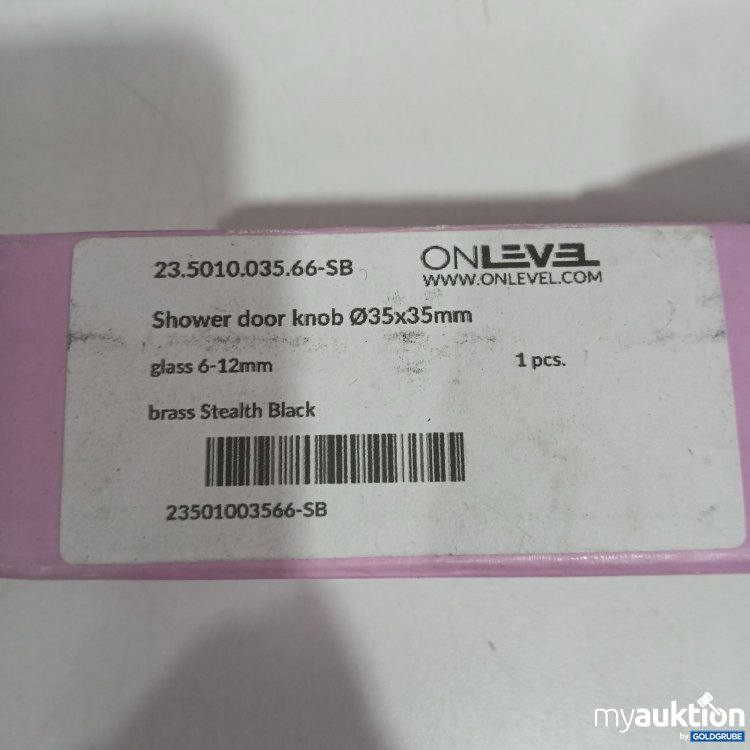 23.5010.035.66-SB
ONLEVEL
WWW.ONLEVEL.COM
Shower door knob Ø35x35mm
glass 6-12mm
1 pcs.
brass Stealth Black
23501003566-SB
myauktion
by GOLDGRUBE